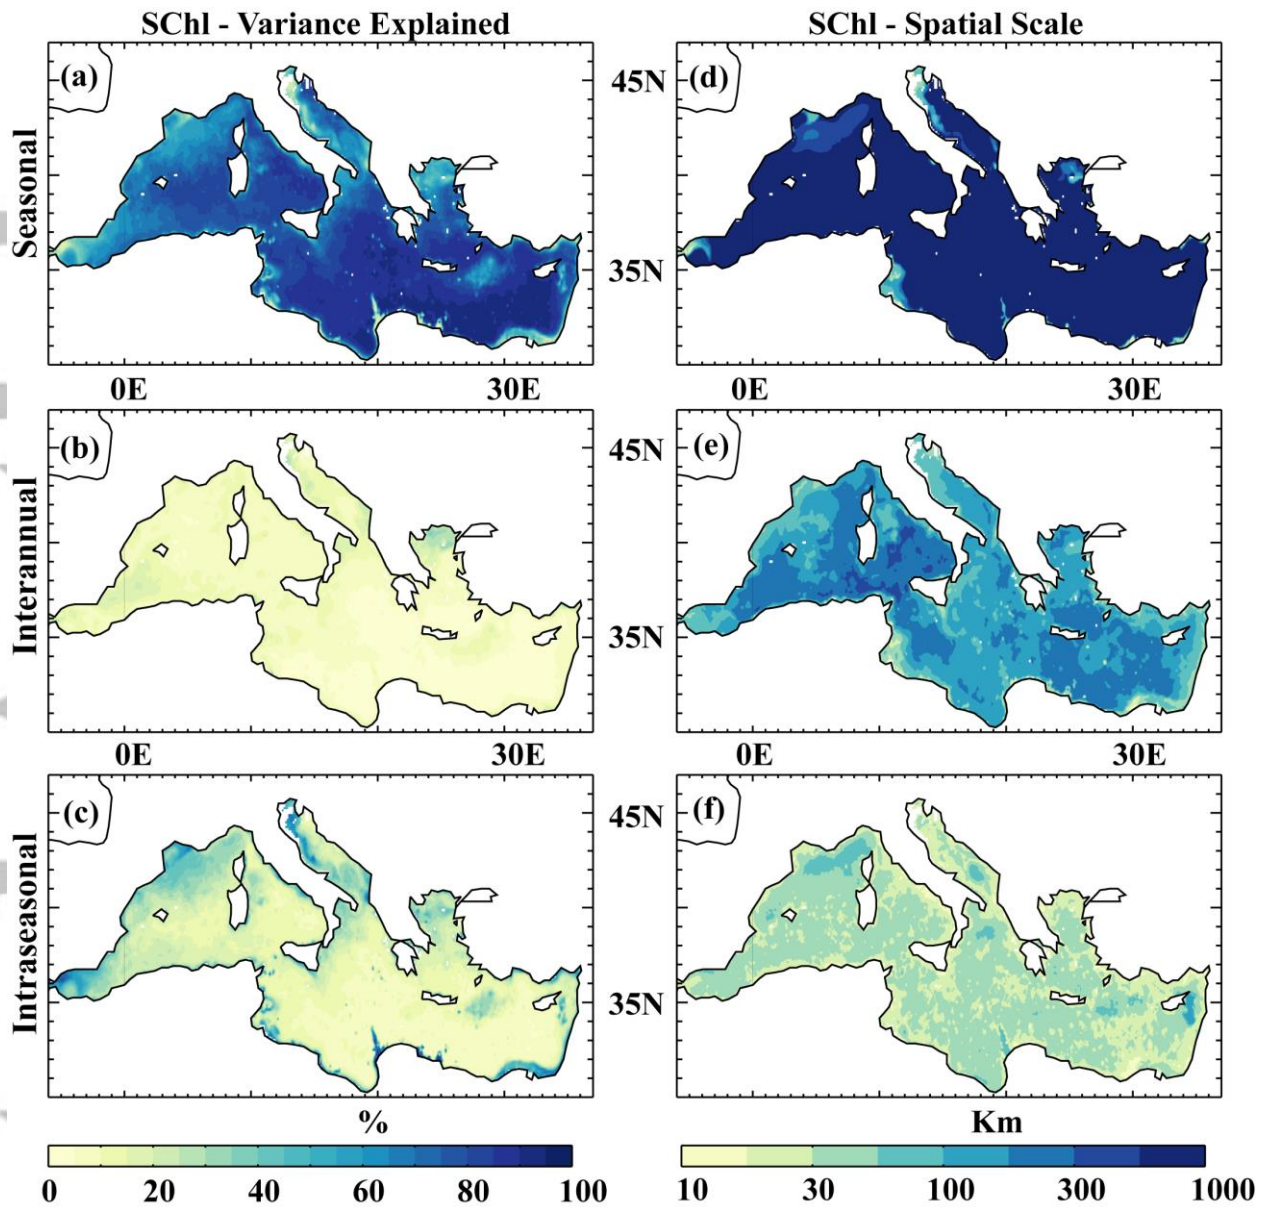 SChl - Variance Explained
SChl - Spatial Scale
Seasonal
(a)
45N
(d)
35N
0E
30E
0E
30E
Interannual
(b)
45N
(e)
35N
0E
30E
0E
30E
Intraseasonal
(c)
45N
(f)
35N
%
Km
0 20 40 60 80 100
10 30 100 300 1000